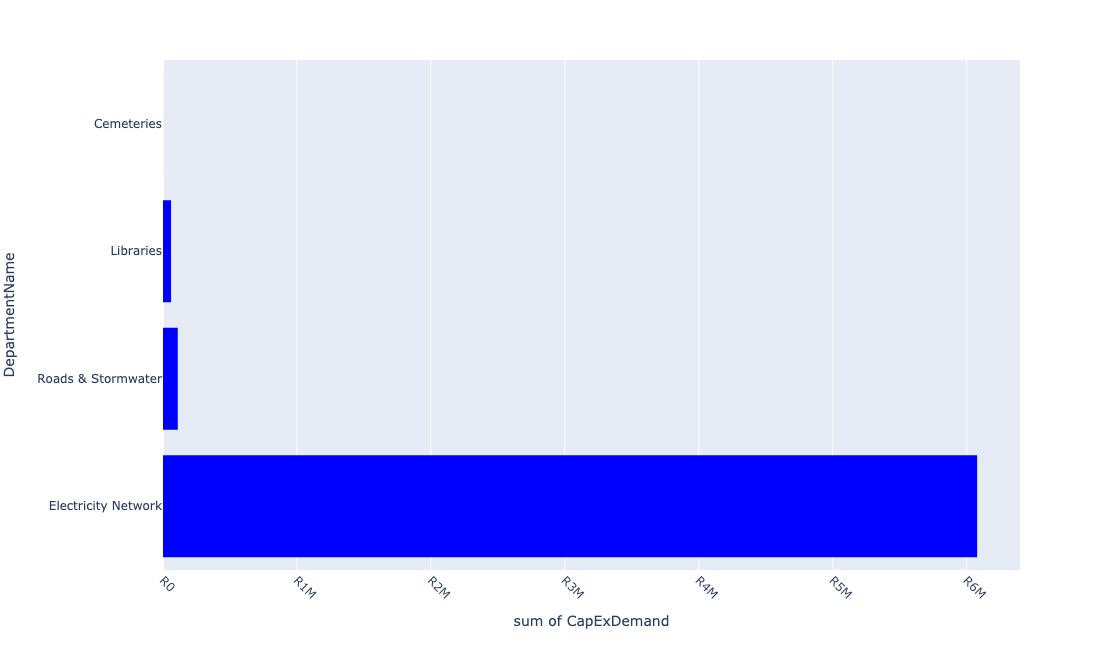 Cemeteries
Libraries
Roads & Stormwater
Electricity Network
DepartmentName
R0
R1M
R2M
R3M
R4M
R5M
R6M
sum of CapExDemand